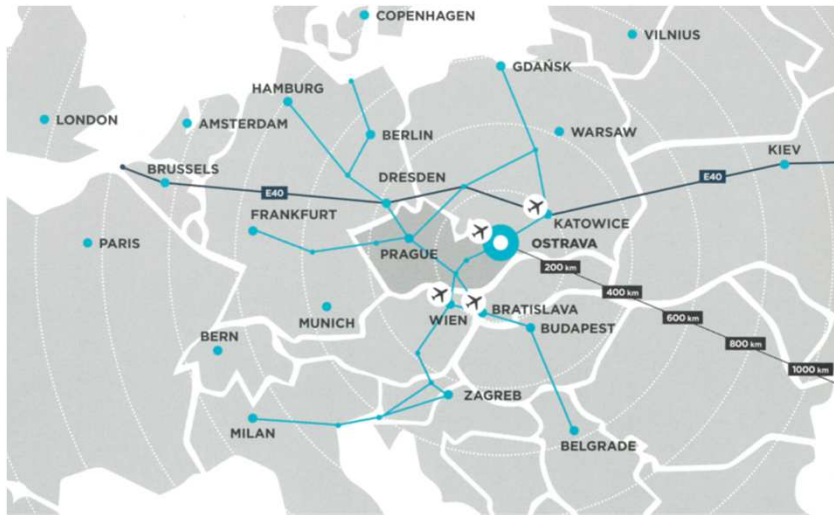 COPENHAGEN
VILNIUS
GDAŃSK
HAMBURG
LONDON
AMSTERDAM
BERLIN
WARSAW
KIEV
BRUSSELS
DRESDEN
E40
E40
FRANKFURT
KATOWICE
PARIS
PRAGUE
OSTRAVA
200 km
400 km
MUNICH
WIEN
BRATISLAVA
BUDAPEST
600 km
BERN
800 km
1000 km
ZAGREB
MILAN
BELGRADE